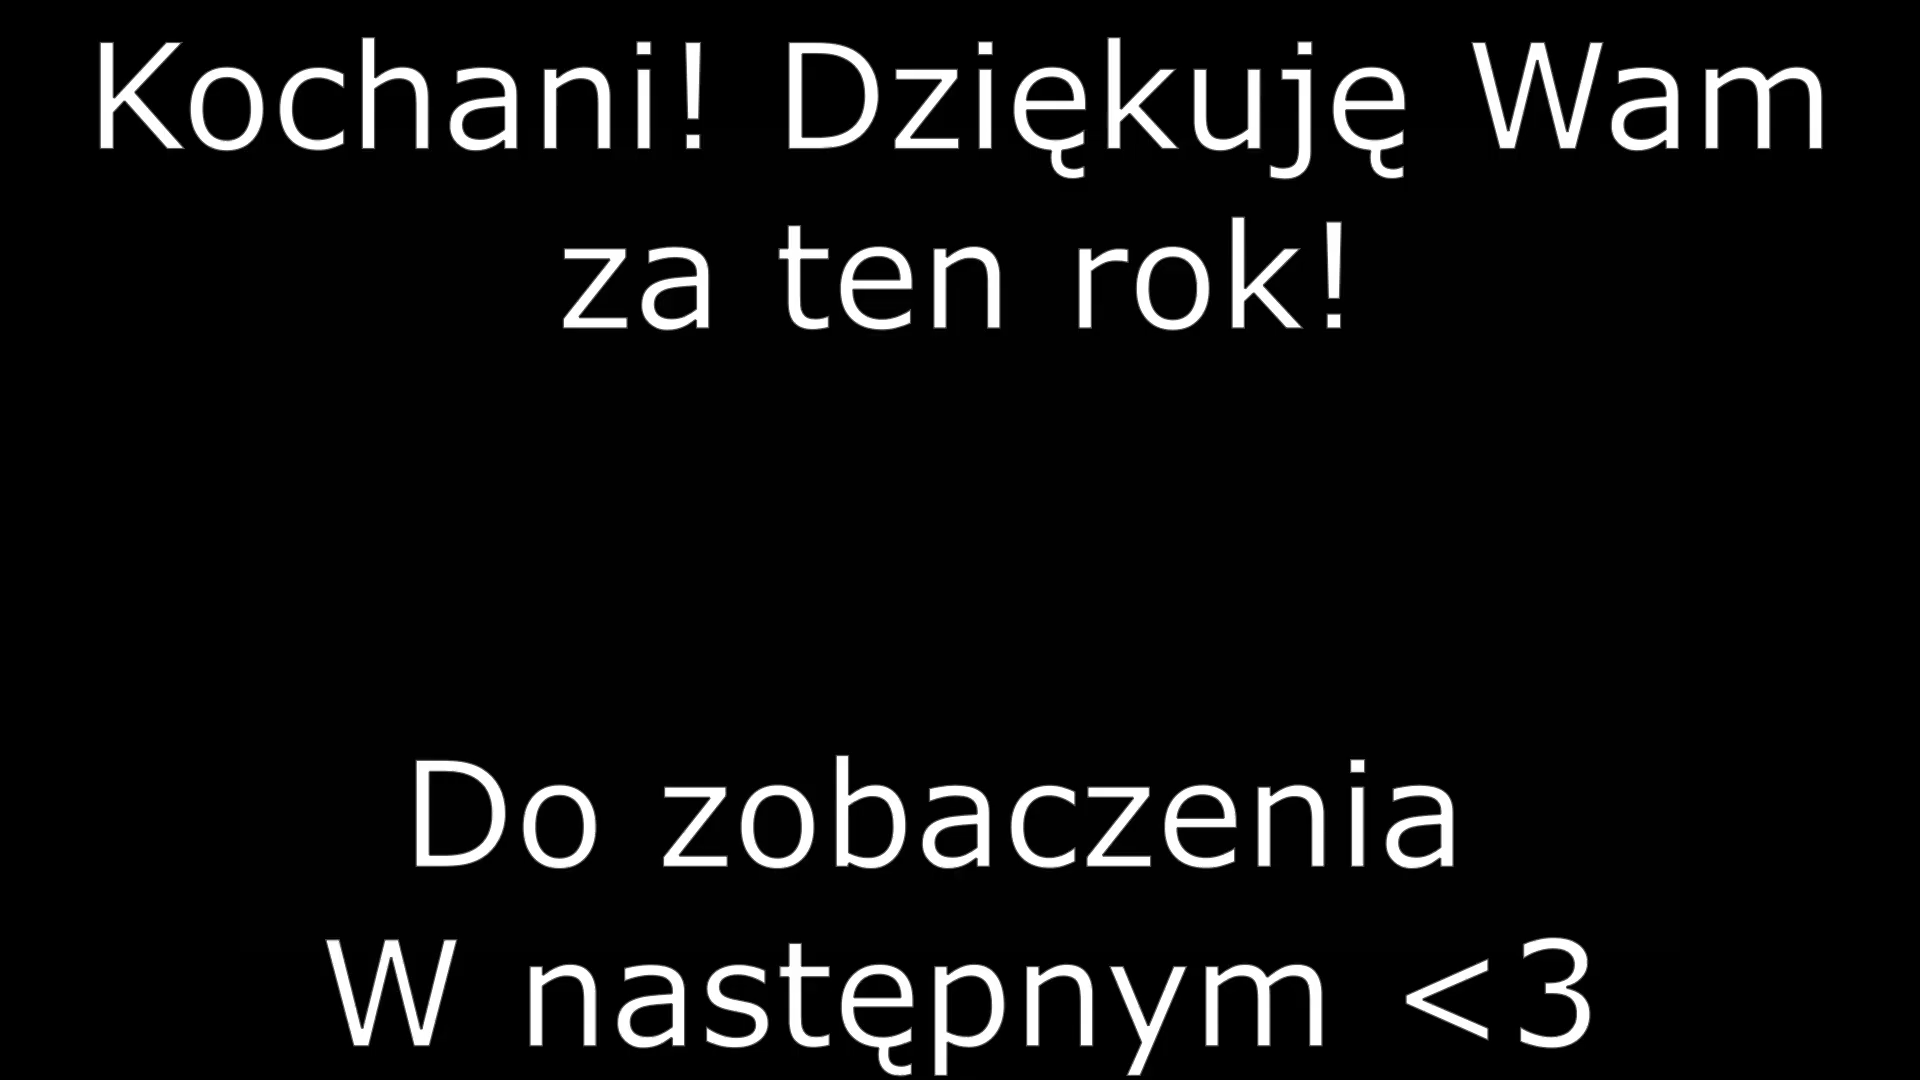 Kochani! Dziękuję Wam
za ten rok!
Do zobaczenia
W następnym <3